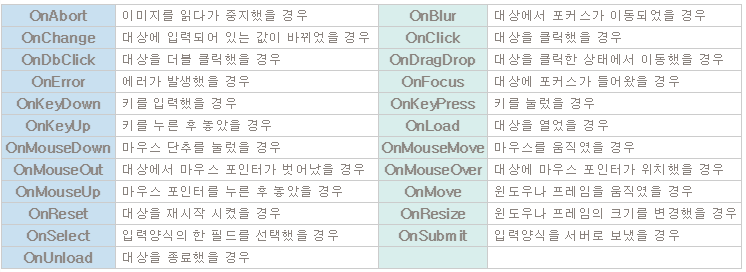 OnAbort 이미지를 읽다가 중지했을 경우 OnBlur 대상에서 포커스가 이동되었을 경우
OnChange 대상에 입력되어 있는 값이 바뀌었을 경우 OnClick 대상을 클릭했을 경우
OnDbClick 대상을 더블 클릭했을 경우 OnDragDrop 대상을 클릭한 상태에서 이동했을 경우
OnError 에러가 발생했을 경우 OnFocus 대상에 포커스가 들어왔을 경우
OnKeyDown 키를 입력했을 경우 OnKeyPress 키를 눌렀을 경우
OnKeyUp 키를 누른 후 놓았을 경우 OnLoad 대상을 열었을 경우
OnMouseDown 마우스 단추를 눌렀을 경우 OnMouseMove 마우스를 움직였을 경우
OnMouseOut 대상에서 마우스 포인터가 벗어났을 경우 OnMouseOver 대상에 마우스 포인터가 위치했을 경우
OnMouseUp 마우스 포인터를 누른 후 놓았을 경우 OnMove 윈도우나 프레임을 움직였을 경우
OnReset 대상을 재시작 시켰을 경우 OnResize 윈도우나 프레임의 크기를 변경했을 경우
OnSelect 입력양식의 한 필드를 선택했을 경우 OnSubmit 입력양식을 서버로 보냈을 경우
OnUnload 대상을 종료했을 경우